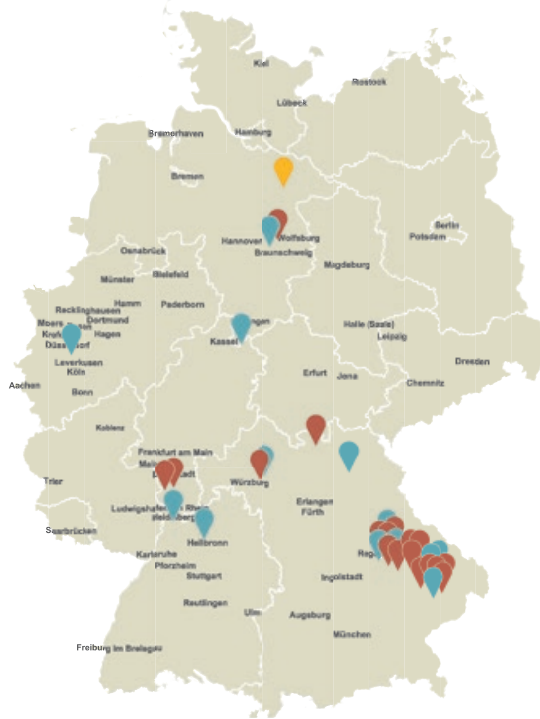 Kiel
Rostock
Lübeck
Bremerhaven
Hamburg
Bremen
Berlin
Hannover
Wolfsburg
Potsdam
Braunschweig
Osnabrück
Magdeburg
Bielefeld
Münster
Hamm
Paderborn
Recklinghausen
Dortmund
Moers
Hagen
Halle (Saale)
Leipzig
Kassel
Leverkusen
Köln
Dresden
Erfurt
Jena
Chemnitz
Aachen
Bonn
Koblenz
Frankfurt am Main
Trier
Würzburg
Erlangen
Fürth
Saarbrücken
Heilbronn
Karlsruhe
Pforzheim
Stuttgart
Ingolstadt
Reutlingen
Ulm
Augsburg
München
Freiburg im Breisgau